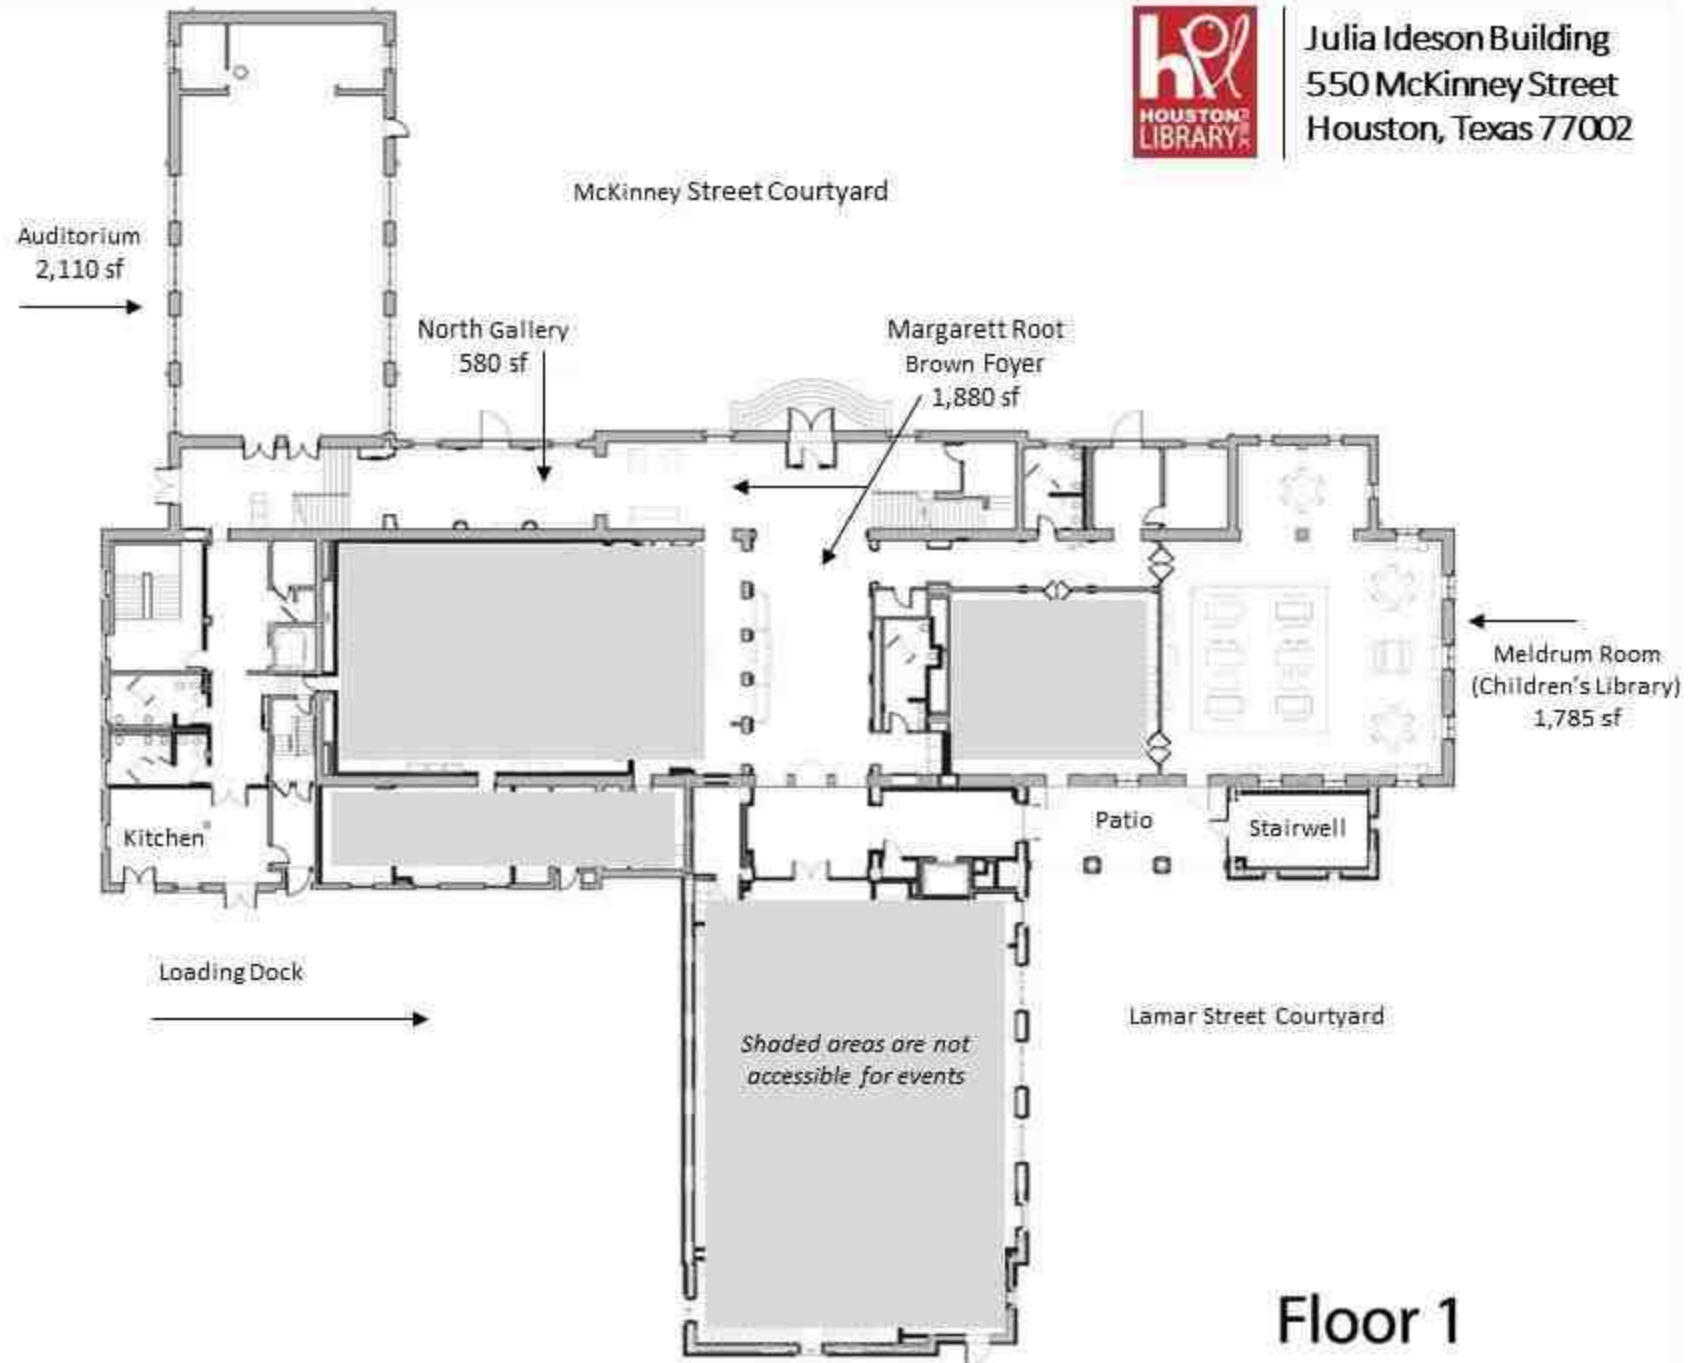 hpl
HOUSTON PUBLIC
LIBRARY
Julia Ideson Building
550 McKinney Street
Houston, Texas 77002
McKinney Street Courtyard
Auditorium
2,110 sf
North Gallery
580 sf
Margarett Root
Brown Foyer
1,880 sf
Meldrum Room
(Children's Library)
1,785 sf
Kitchen
Patio
Stairwell
Loading Dock
Lamar Street Courtyard
Shaded areas are not
accessible for events
Floor 1